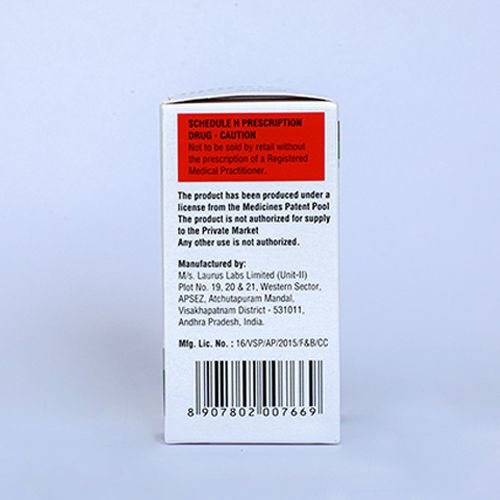 SCHEDULE H PRESCRIPTION
DRUG - CAUTION
Not to be sold by retail without
the prescription of a Registered
Medical Practitioner.
The product has been produced under a
license from the Medicines Patent Pool
The product is not authorized for supply
to the Private Market
Any other use is not authorized.
Manufactured by:
M/s. Laurus Labs Limited (Unit-II)
Plot No. 19, 20 & 21, Western Sector,
APSEZ, Atchutapuram Mandal,
Visakhapatnam District - 531011,
Andhra Pradesh, India.
Mfg. Lic. No. : 16/VSP/AP/2015/F&B/CC
8 907802 007669